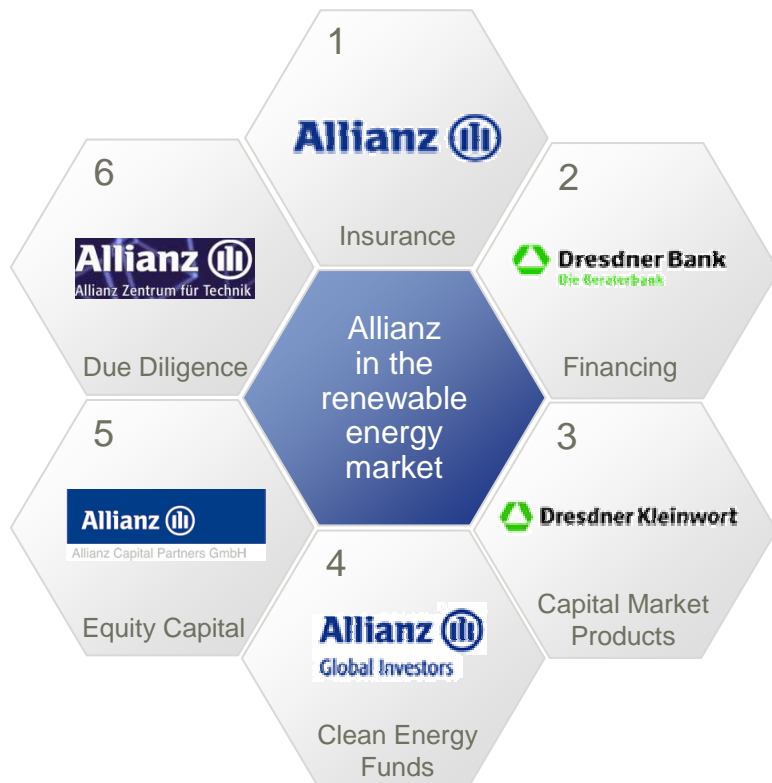 1
Allianz
Insurance
2
Dresdner Bank
Die Beraterbank
Financing
3
Dresdner Kleinwort
Capital Market
Products
4
Allianz
Global Investors
Clean Energy
Funds
5
Allianz
Allianz Capital Partners GmbH
Equity Capital
6
Allianz
Allianz Zentrum für Technik
Due Diligence
Allianz
in the
renewable
energy
market